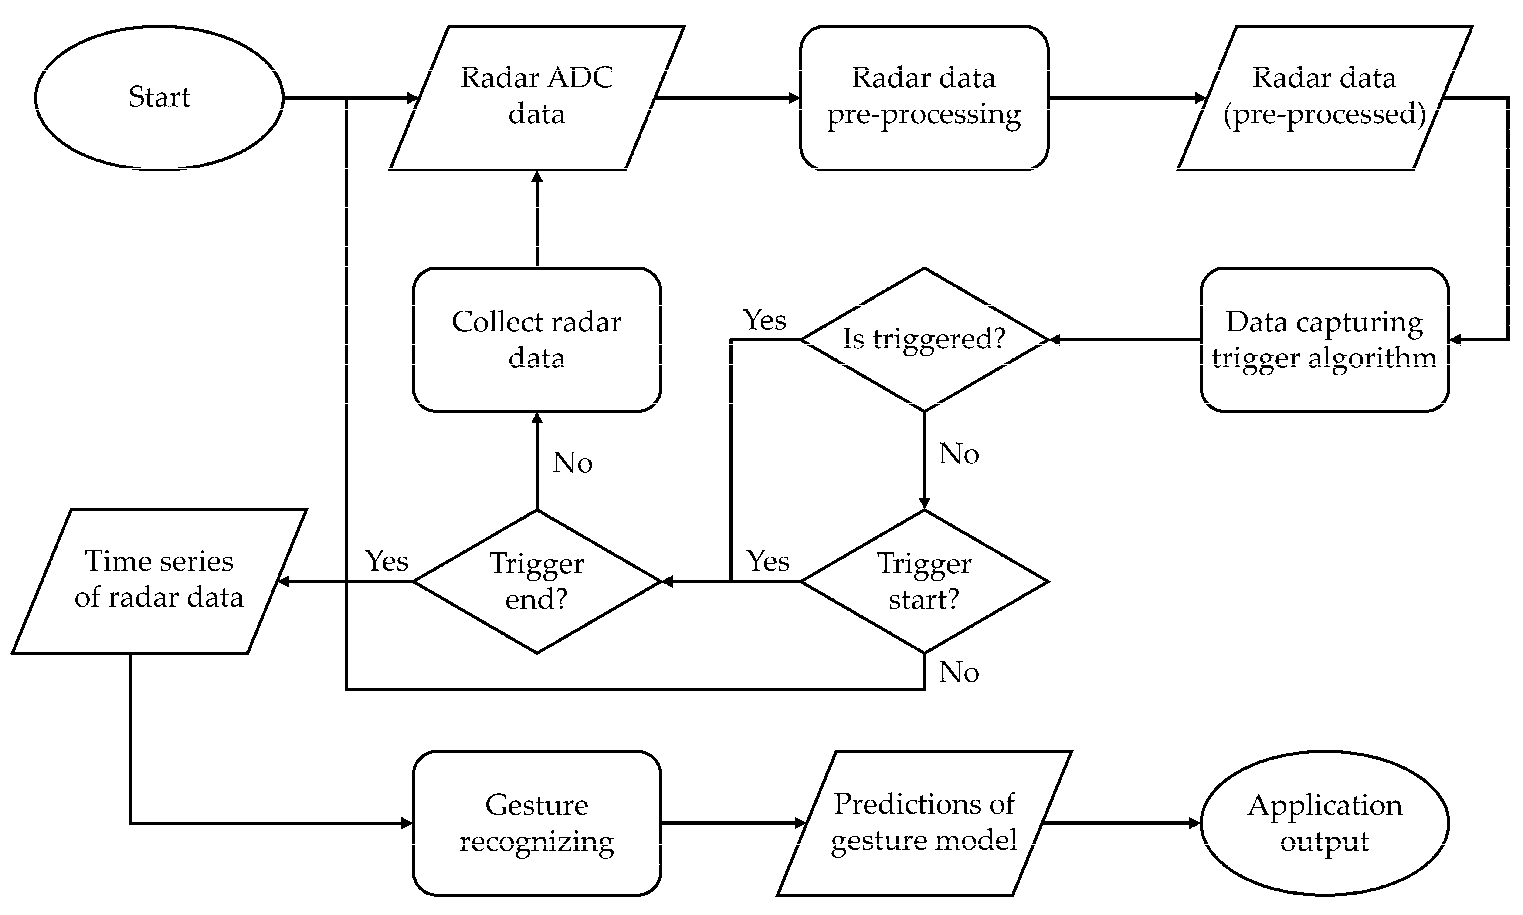 Start
Radar ADC
data
Radar data
pre-processing
Radar data
(pre-processed)
Collect radar
data
Yes
Is triggered?
Data capturing
trigger algorithm
No
No
Time series
of radar data
Yes
Trigger
end?
Yes
Trigger
start?
No
Gesture
recognizing
Predictions of
gesture model
Application
output